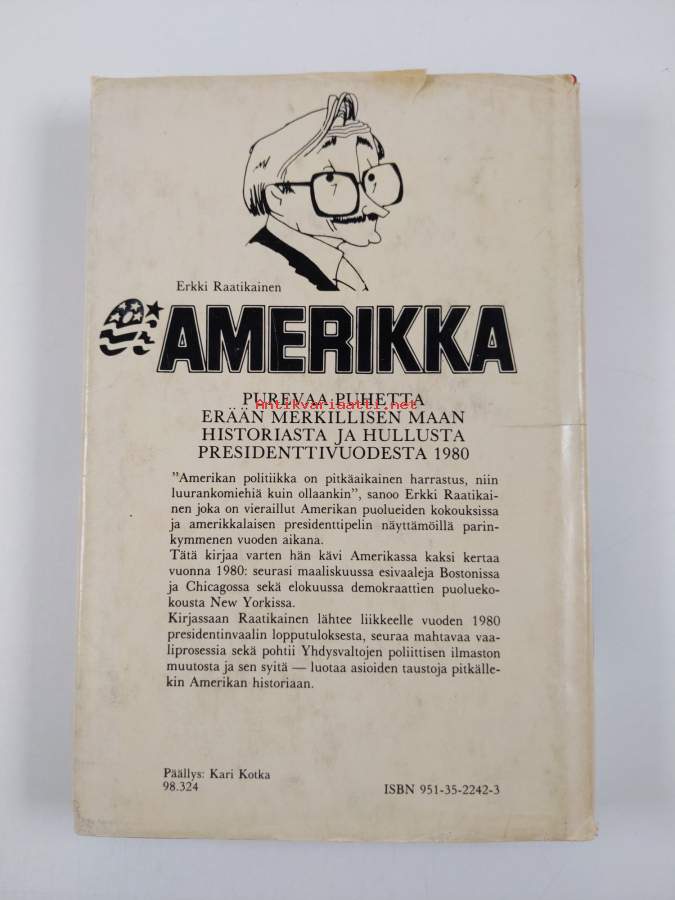 Erkki Raatikainen
AMERIKKA
PUREVAA PUHETTA
Antikvariaatti.net
ERÄÄN MERKILLISEN MAAN
HISTORIASTA JA HULLUSTA
PRESIDENTTIVUODESTA 1980
"Amerikan politiikka on pitkäaikainen harrastus, niin
luurankomiehiä kuin ollaankin", sanoo Erkki Raatikai-
nen joka on vieraillut Amerikan puolueiden kokouksissa
ja amerikkalaisen presidenttipelin näyttämöillä parin-
kymmenen vuoden aikana.
Tätä kirjaa varten hän kävi Amerikassa kaksi kertaa
vuonna 1980: seurasi maaliskuussa esivaaleja Bostonissa
ja Chicagossa sekä elokuussa demokraattien puolueko-
kousta New Yorkissa.
Kirjassaan Raatikainen lähtee liikkeelle vuoden 1980
presidentinvaalin lopputuloksesta, seuraa mahtavaa vaa-
liprosessia sekä pohtii Yhdysvaltojen poliittisen ilmaston
muutosta ja sen syitä — luotaa asioiden taustoja pitkälle-
kin Amerikan historiaan.
Päällys: Kari Kotka
98.324
ISBN 951-35-2242-3